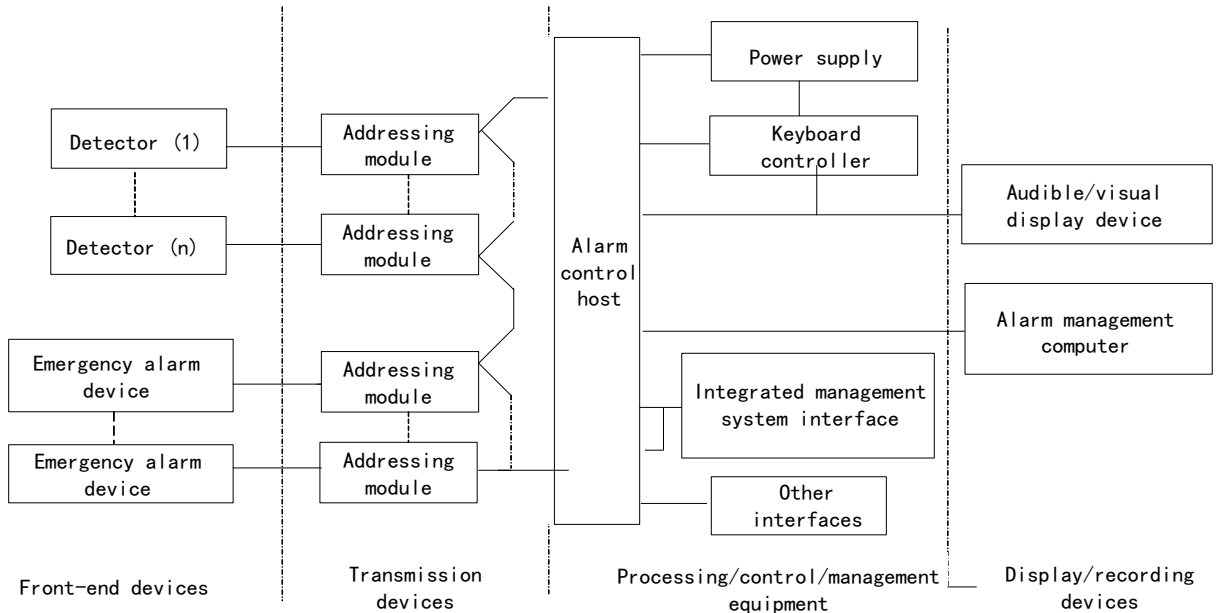 Detector (1)
Detector (n)
Emergency alarm
device
Emergency alarm
device
Front-end devices
Addressing
module
Addressing
module
Addressing
module
Addressing
module
Transmission
devices
Alarm
control
host
Power supply
Keyboard
controller
Integrated management
system interface
Other
interfaces
Processing/control/management
equipment
Audible/visual
display device
Alarm management
computer
Display/recording
devices